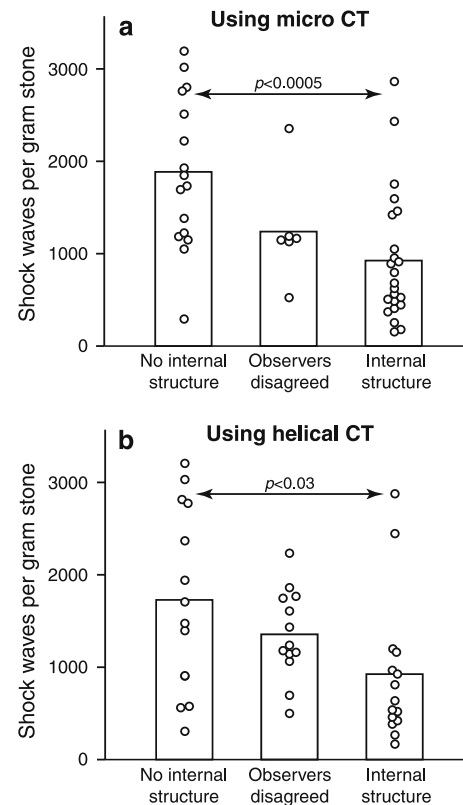 a
Using micro CT
Shock waves per gram stone
3000
2000
1000
0
p<0.0005
No internal
structure
Observers
disagreed
Internal
structure
b
Using helical CT
Shock waves per gram stone
3000
2000
1000
0
p<0.03
No internal
structure
Observers
disagreed
Internal
structure